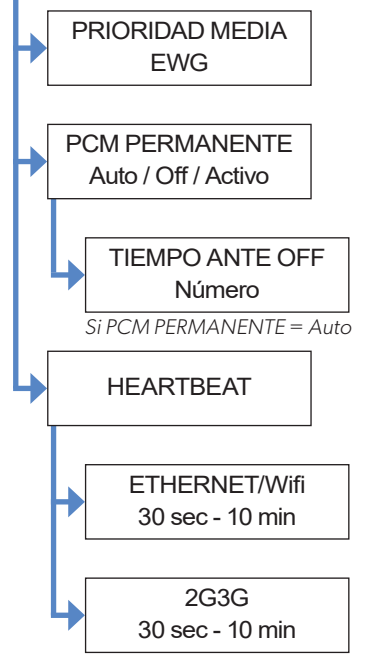 PRIORIDAD MEDIA
EWG
PCM PERMANENTE
Auto / Off / Activo
TIEMPO ANTE OFF
Número
Si PCM PERMANENTE = Auto
HEARTBEAT
ETHERNET/Wifi
30 sec - 10 min
2G3G
30 sec - 10 min